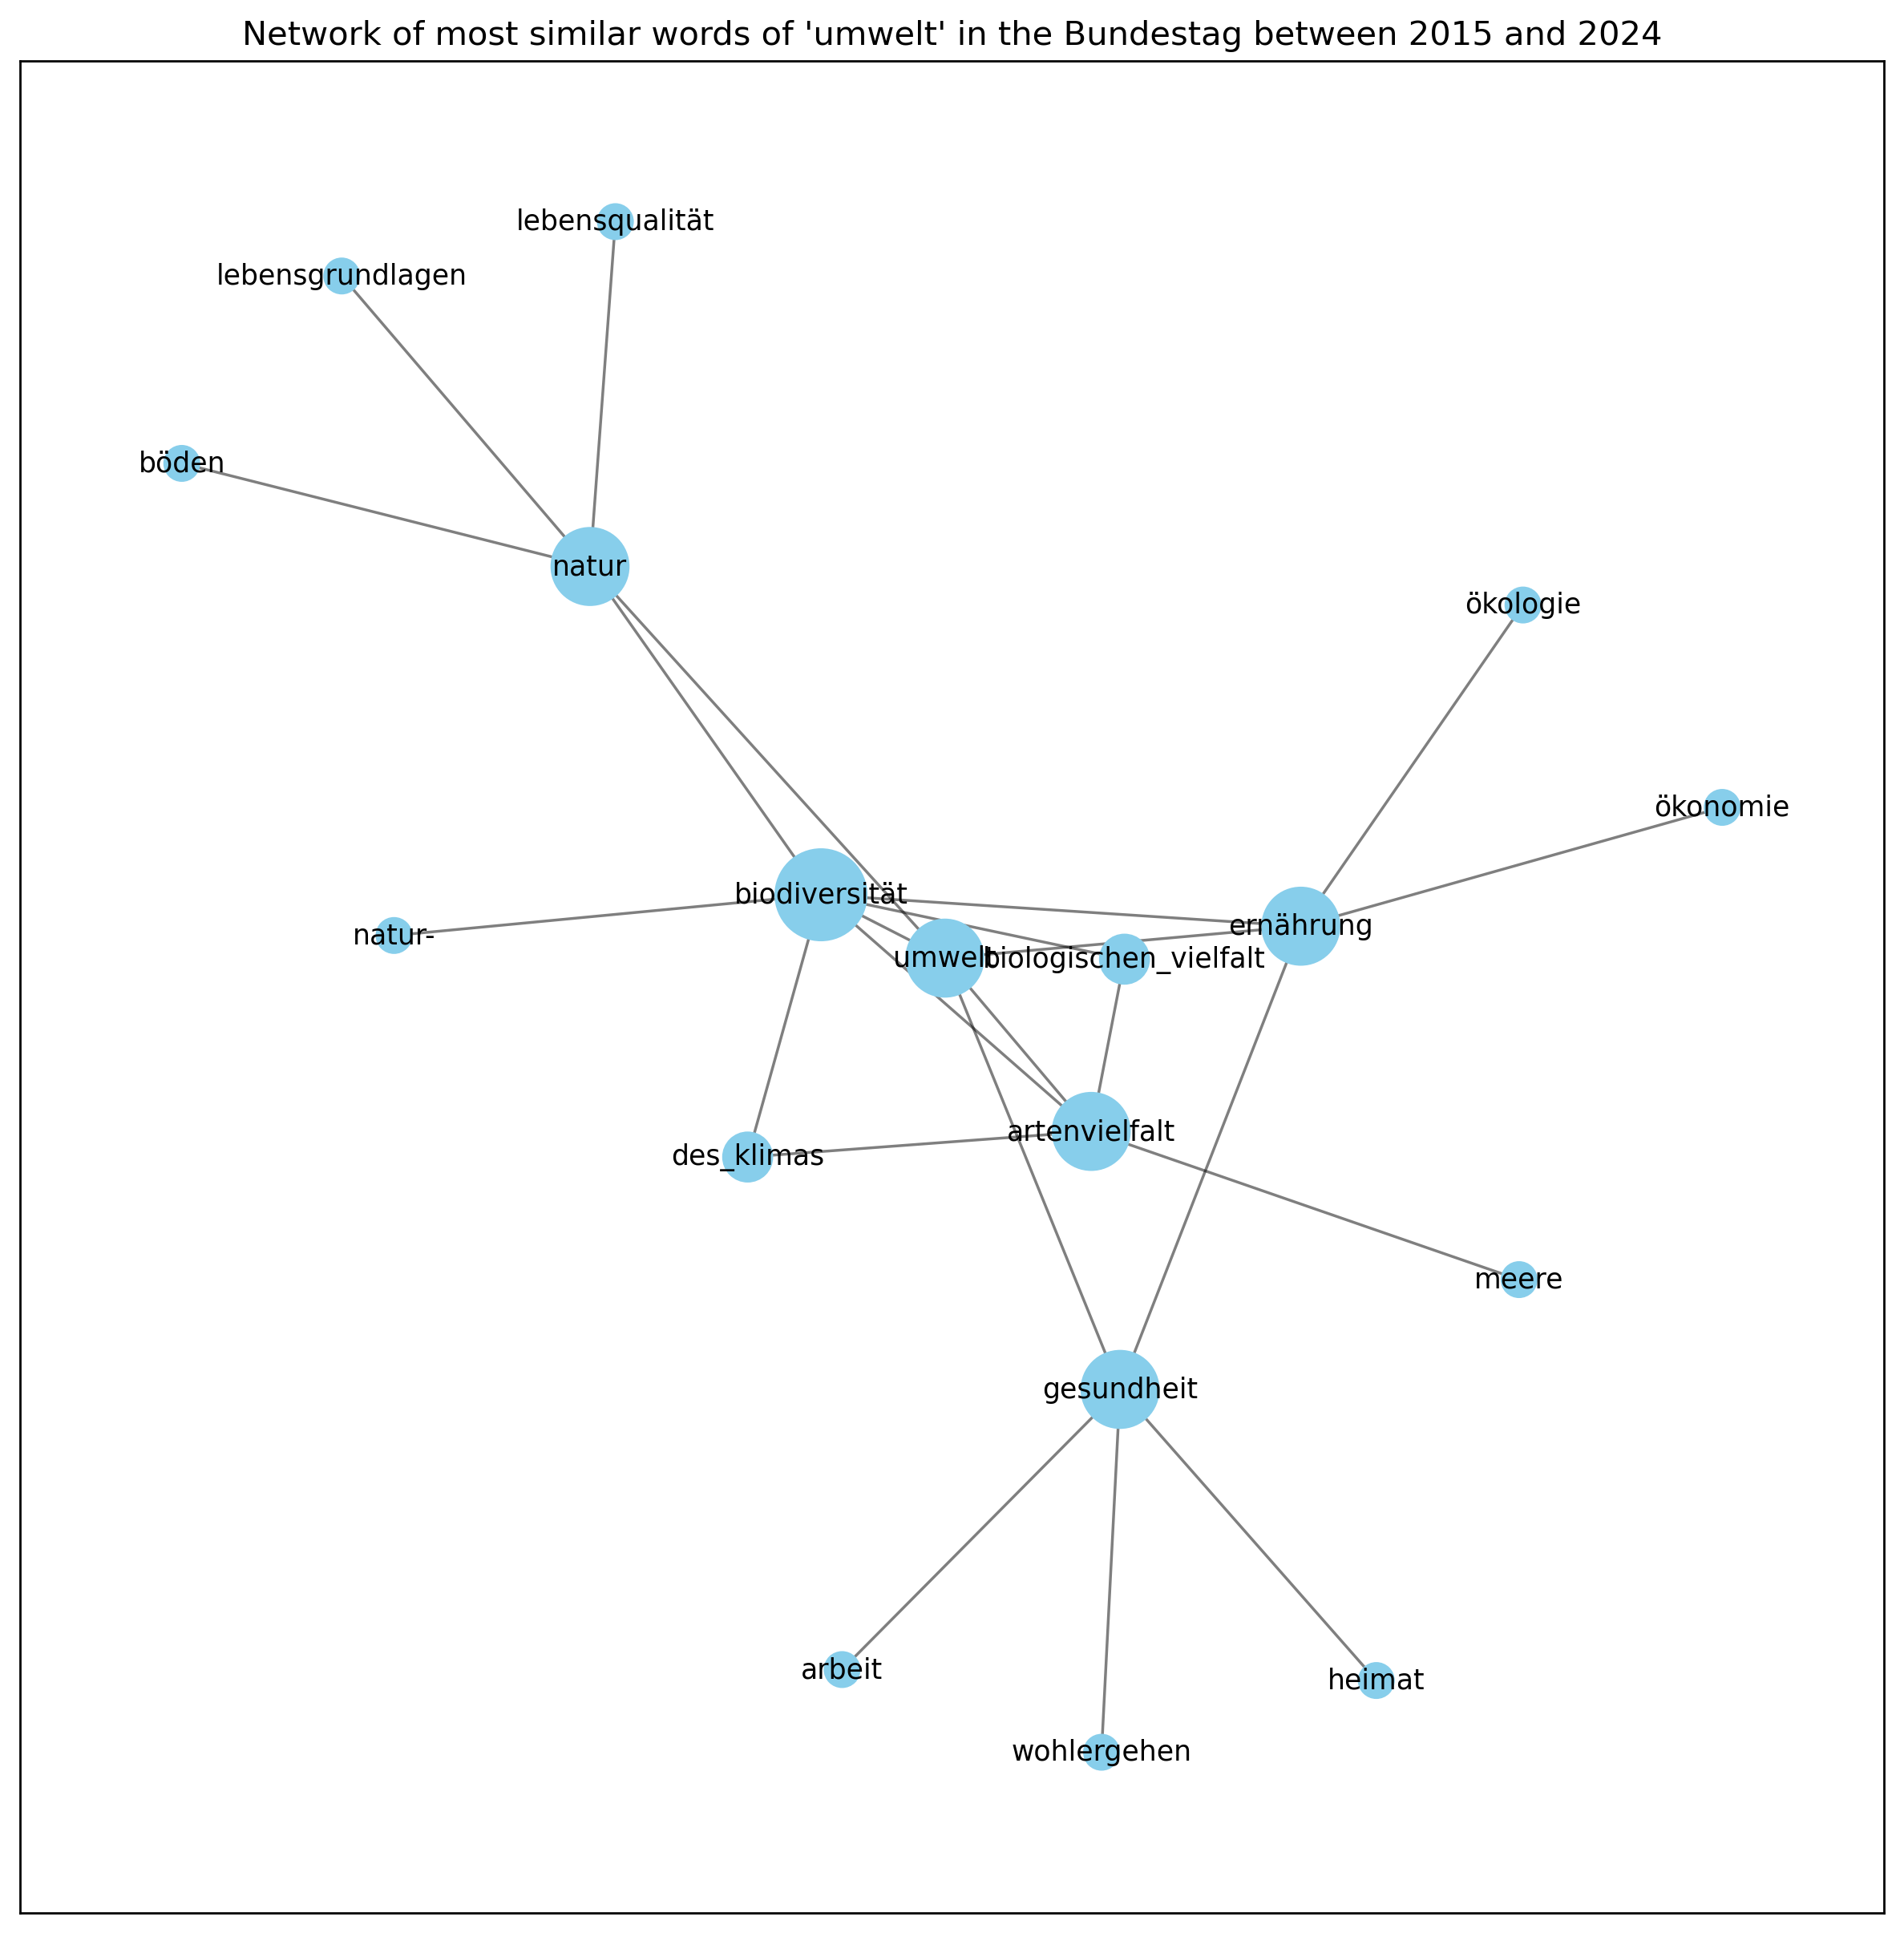 Network of most similar words of 'umwelt' in the Bundestag between 2015 and 2024
lebensqualität
lebensgrundlagen
böden
natur
ökologie
ökonomie
biodiversität
ernährung
natur-
umwelt
biologischen_vielfalt
artenvielfalt
des_klimas
meere
gesundheit
arbeit
heimat
wohlergehen